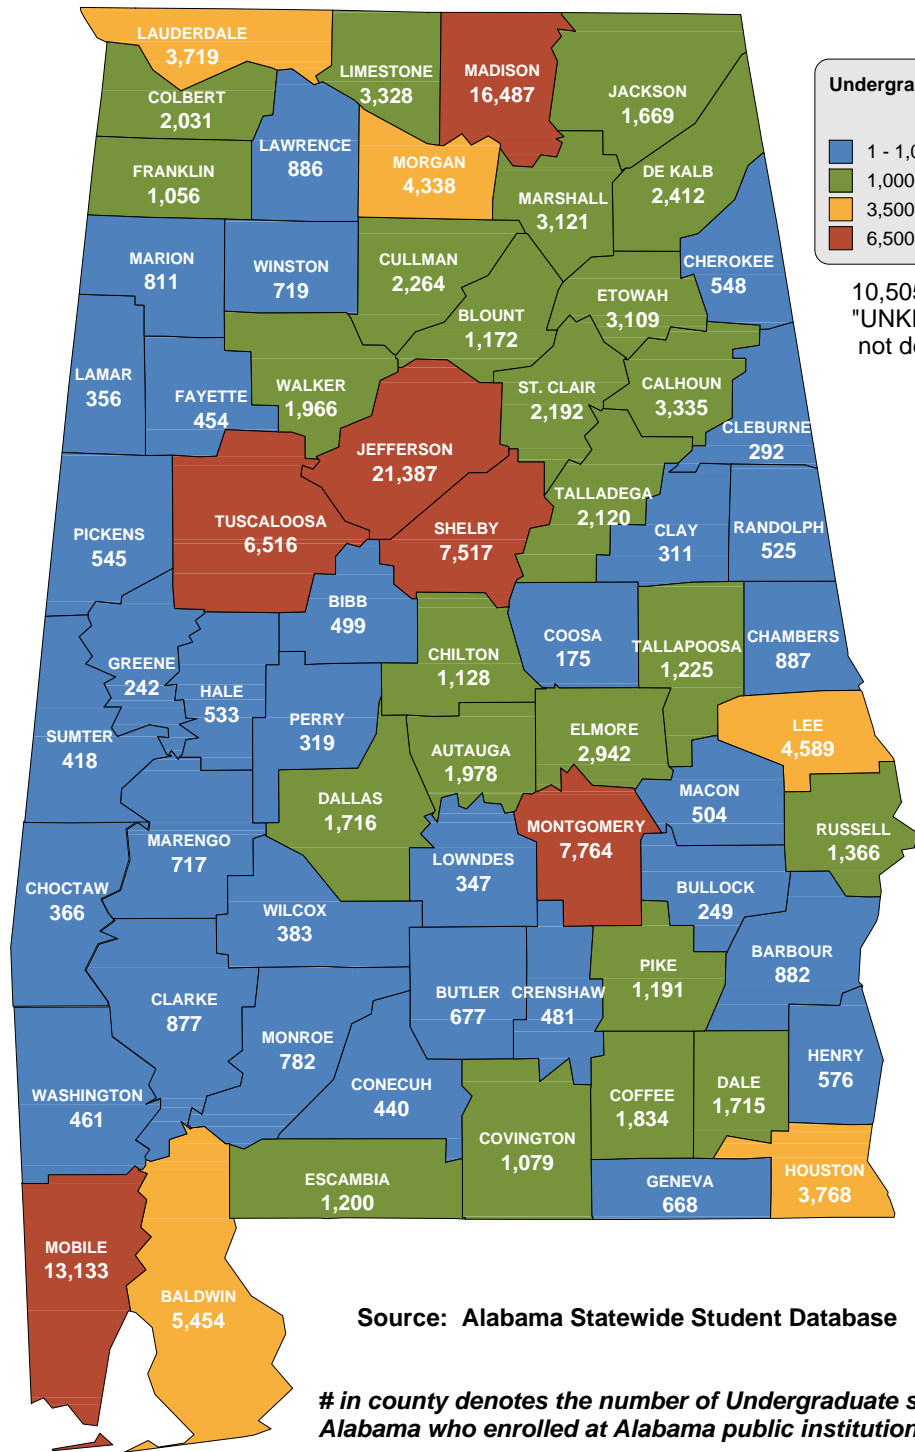 LAUDERDALE
3,719
LIMESTONE
3,328
MADISON
16,487
JACKSON
1,669
COLBERT
2,031
LAWRENCE
886
FRANKLIN
1,056
MORGAN
4,338
MARSHALL
3,121
DE KALB
2,412
Undergra
1 - 1,0
1,000
3,500
6,500
10,505
"UNK
not de
MARION
811
WINSTON
719
CULLMAN
2,264
BLOUNT
1,172
ETOWAH
3,109
CHEROKEE
548
LAMAR
356
FAYETTE
454
WALKER
1,966
JEFFERSON
21,387
ST. CLAIR
2,192
CALHOUN
3,335
CLEBURNE
292
PICKENS
545
TUSCALOOSA
6,516
SHELBY
7,517
TALLADEGA
2,120
CLAY
311
RANDOLPH
525
BIBB
499
GREENE
242
HALE
533
PERRY
319
CHILTON
1,128
COOSA
175
TALLAPOOSA
1,225
CHAMBERS
887
SUMTER
418
AUTAUGA
1,978
ELMORE
2,942
LEE
4,589
DALLAS
1,716
MACON
504
MARENGO
717
LOWNDES
347
MONTGOMERY
7,764
RUSSELL
1,366
CHOCTAW
366
WILCOX
383
BULLOCK
249
BARBOUR
882
CLARKE
877
MONROE
782
BUTLER
677
CRENSHAW
481
PIKE
1,191
HENRY
576
WASHINGTON
461
CONECUH
440
COFFEE
1,834
DALE
1,715
COVINGTON
1,079
ESCAMBIA
1,200
GENEVA
668
HOUSTON
3,768
MOBILE
13,133
BALDWIN
5,454
Source: Alabama Statewide Student Database
# in county denotes the number of Undergraduate s
Alabama who enrolled at Alabama public institution